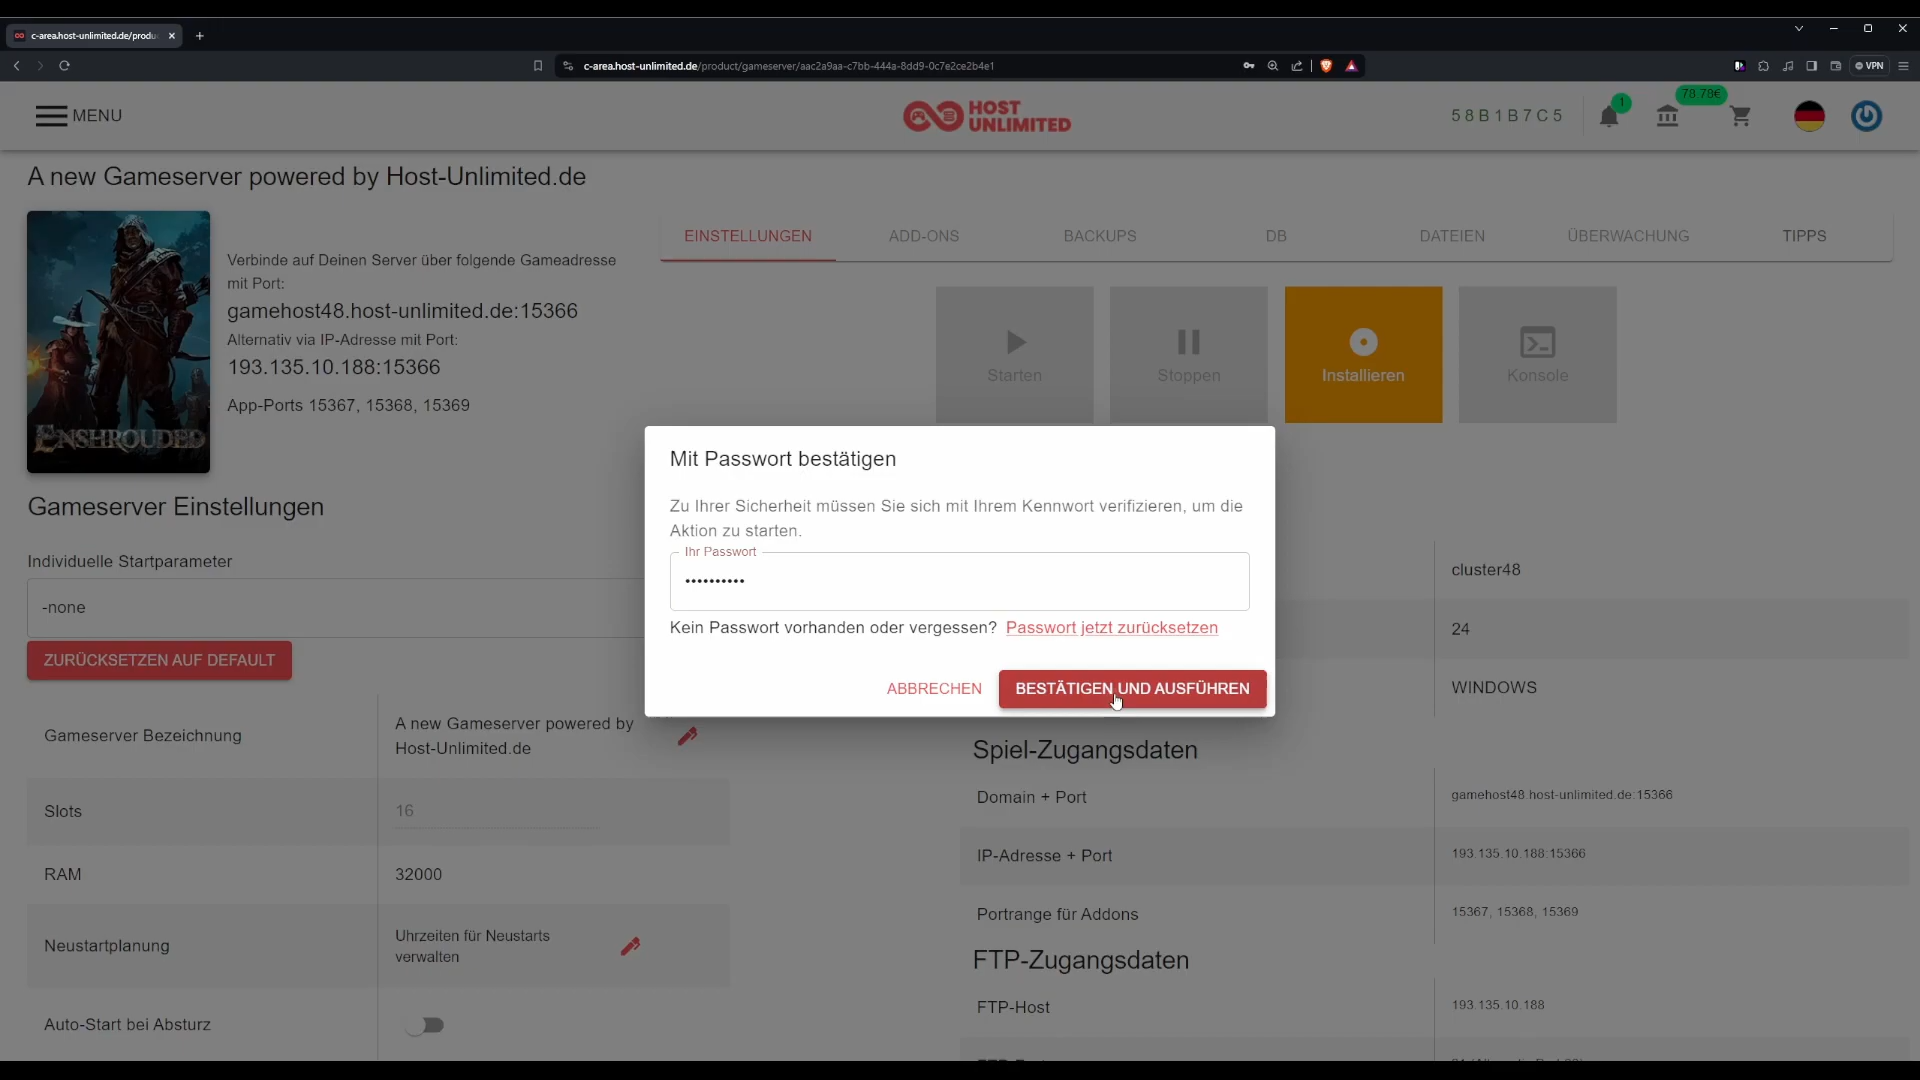 c-area.host-unlimited.de/produ
c-area.host-unlimited.de/product/gameserver/aac2a9aa-c7bb-444a-8dd9-0c7e2ce2b4e1
VPN
MENU
HOST
UNLIMITED
58B1B7C5
1
78.78€
A new Gameserver powered by Host-Unlimited.de
EINSTELLUNGEN
ADD-ONS
BACKUPS
DB
DATEIEN
ÜBERWACHUNG
TIPPS
Verbinde auf Deinen Server über folgende Gameadresse
mit Port:
gamehost48.host-unlimited.de:15366
Alternativ via IP-Adresse mit Port:
193.135.10.188:15366
App-Ports 15367, 15368, 15369
ENSHROUDED
Starten
Stoppen
Installieren
Konsole
Mit Passwort bestätigen
Zu Ihrer Sicherheit müssen Sie sich mit Ihrem Kennwort verifizieren, um die
Aktion zu starten.
Ihr Passwort
••••••••••
Kein Passwort vorhanden oder vergessen? Passwort jetzt zurücksetzen
ABBRECHEN
BESTÄTIGEN UND AUSFÜHREN
Gameserver Einstellungen
Individuelle Startparameter
-none
ZURÜCKSETZEN AUF DEFAULT
Gameserver Bezeichnung
A new Gameserver powered by
Host-Unlimited.de
Slots
16
RAM
32000
Neustartplanung
Uhrzeiten für Neustarts
verwalten
Auto-Start bei Absturz
cluster48
24
WINDOWS
Spiel-Zugangsdaten
Domain + Port
gamehost48.host-unlimited.de:15366
IP-Adresse + Port
193.135.10.188:15366
Portrange für Addons
15367, 15368, 15369
FTP-Zugangsdaten
FTP-Host
193.135.10.188